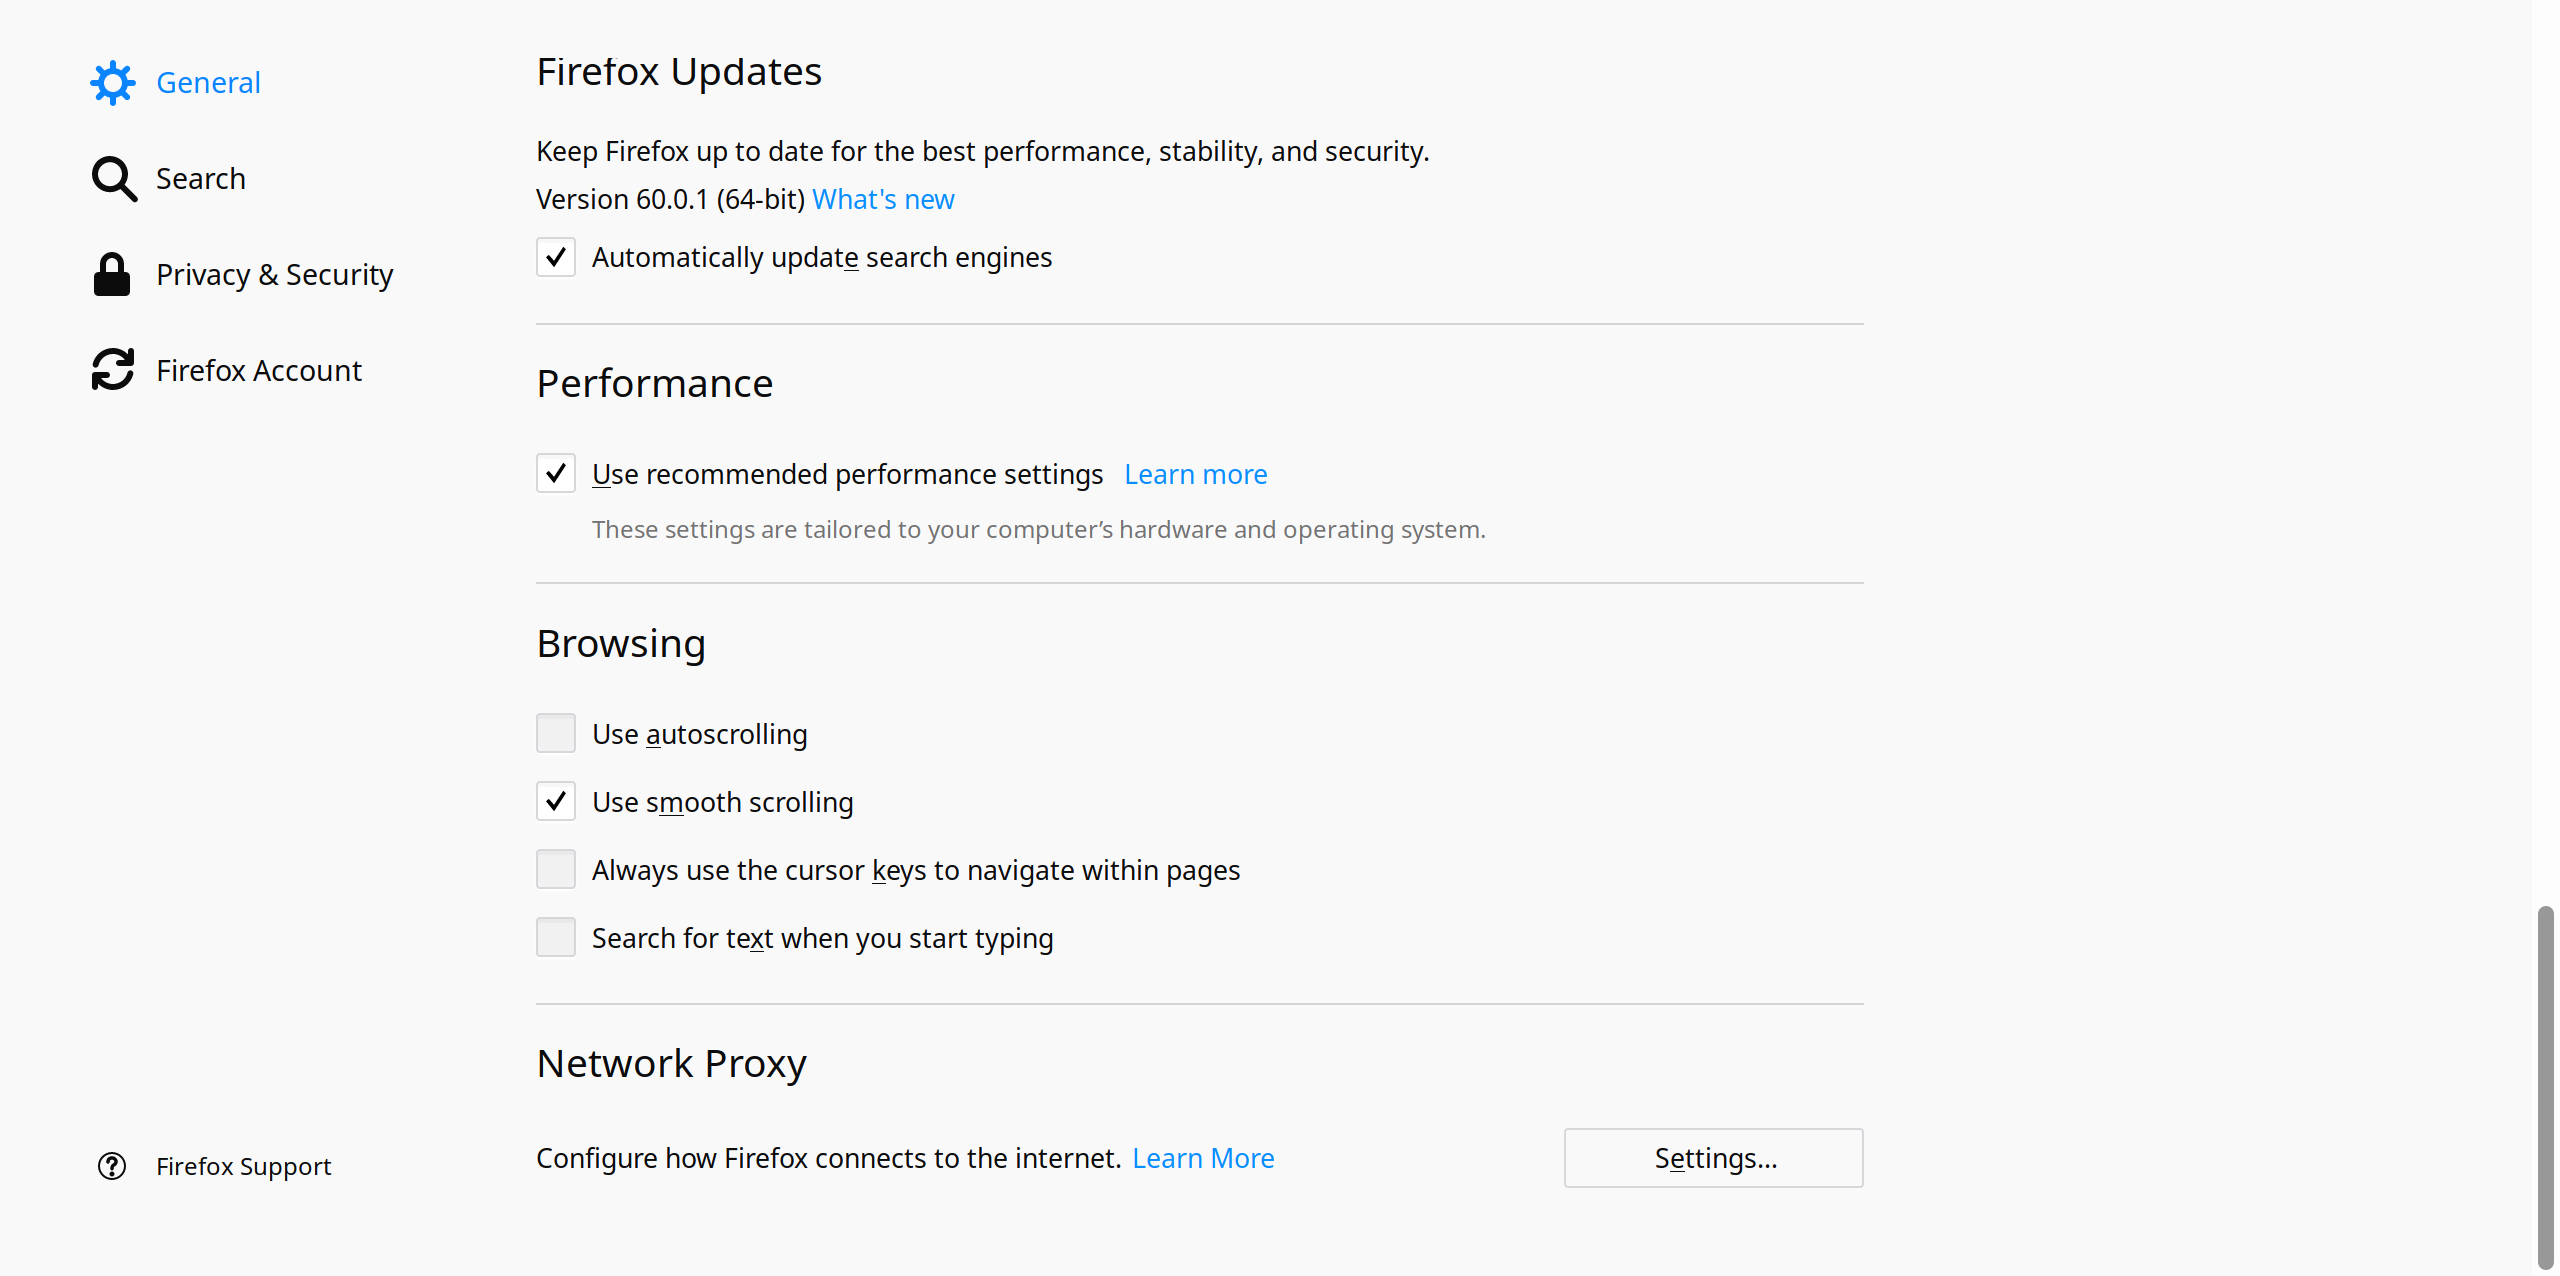 General
Search
Privacy & Security
Firefox Account
Firefox Support
Firefox Updates
Keep Firefox up to date for the best performance, stability, and security.
Version 60.0.1 (64-bit) What's new
Automatically update search engines
Performance
Use recommended performance settings Learn more
These settings are tailored to your computer’s hardware and operating system.
Browsing
Use autoscrolling
Use smooth scrolling
Always use the cursor keys to navigate within pages
Search for text when you start typing
Network Proxy
Configure how Firefox connects to the internet. Learn More
Settings...